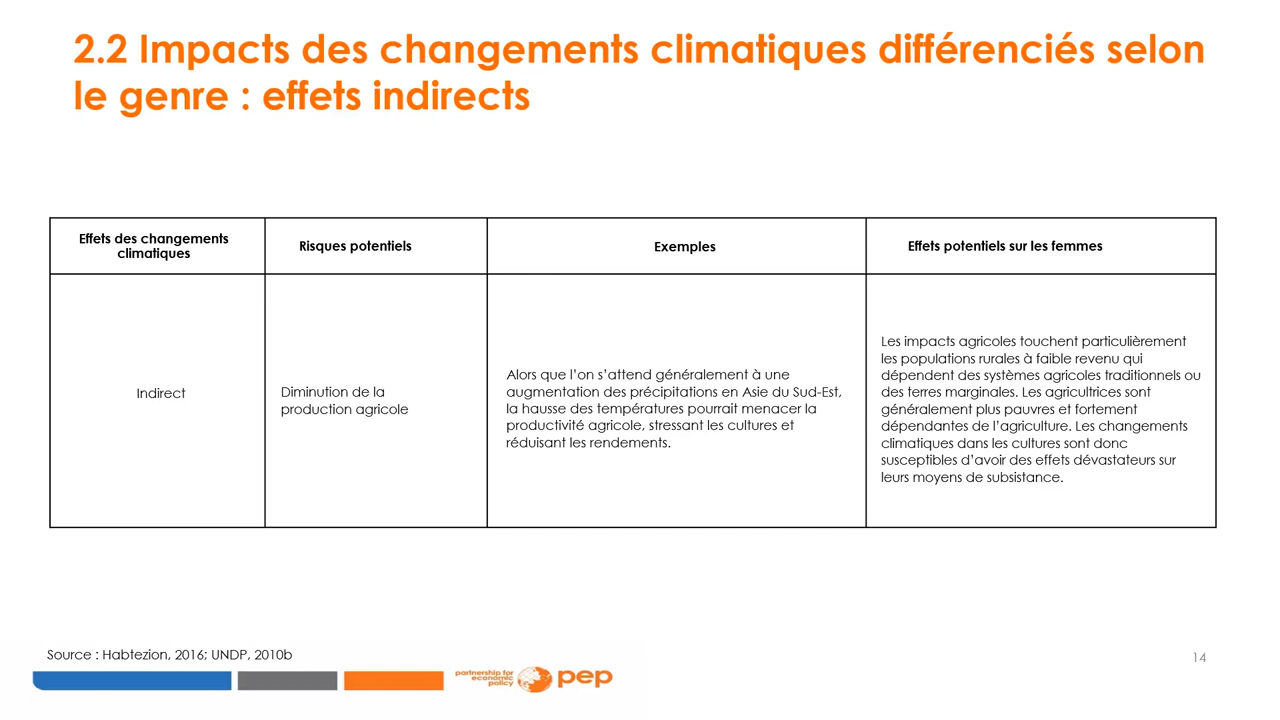 2.2 Impacts des changements climatiques différenciés selon
le genre : effets indirects
Effets des changements
climatiques
Risques potentiels
Exemples
Effets potentiels sur les femmes
Indirect
Diminution de la
production agricole
Alors que l’on s’attend généralement à une
augmentation des précipitations en Asie du Sud-Est,
la hausse des températures pourrait menacer la
productivité agricole, stressant les cultures et
réduisant les rendements.
Les impacts agricoles touchent particulièrement
les populations rurales à faible revenu qui
dépendent des systèmes agricoles traditionnels ou
des terres marginales. Les agricultrices sont
généralement plus pauvres et fortement
dépendantes de l’agriculture. Les changements
climatiques dans les cultures sont donc
susceptibles d’avoir des effets dévastateurs sur
leurs moyens de subsistance.
Source : Habtezion, 2016; UNDP, 2010b
14
partnership for
economic
policy
pep